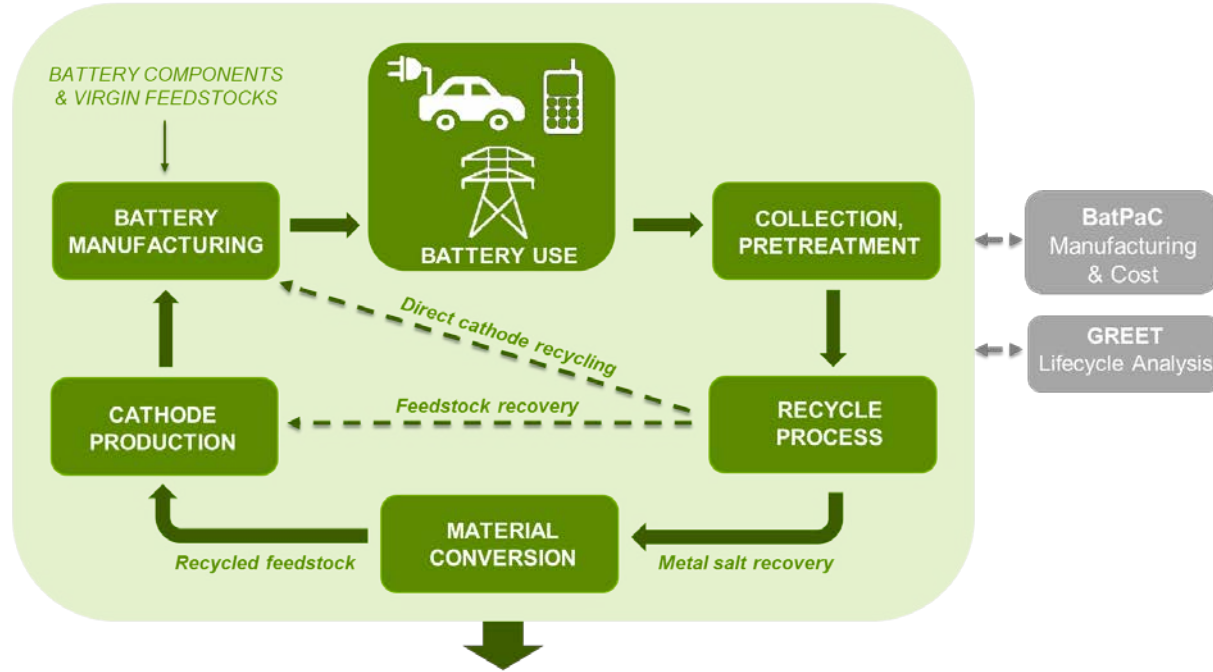 BATTERY COMPONENTS
& VIRGIN FEEDSTOCKS
BATTERY
MANUFACTURING
BATTERY USE
COLLECTION,
PRETREATMENT
BatPaC
Manufacturing
& Cost
GREET
Lifecycle Analysis
Direct cathode recycling
Feedstock recovery
CATHODE
PRODUCTION
RECYCLE
PROCESS
MATERIAL
CONVERSION
Recycled feedstock
Metal salt recovery